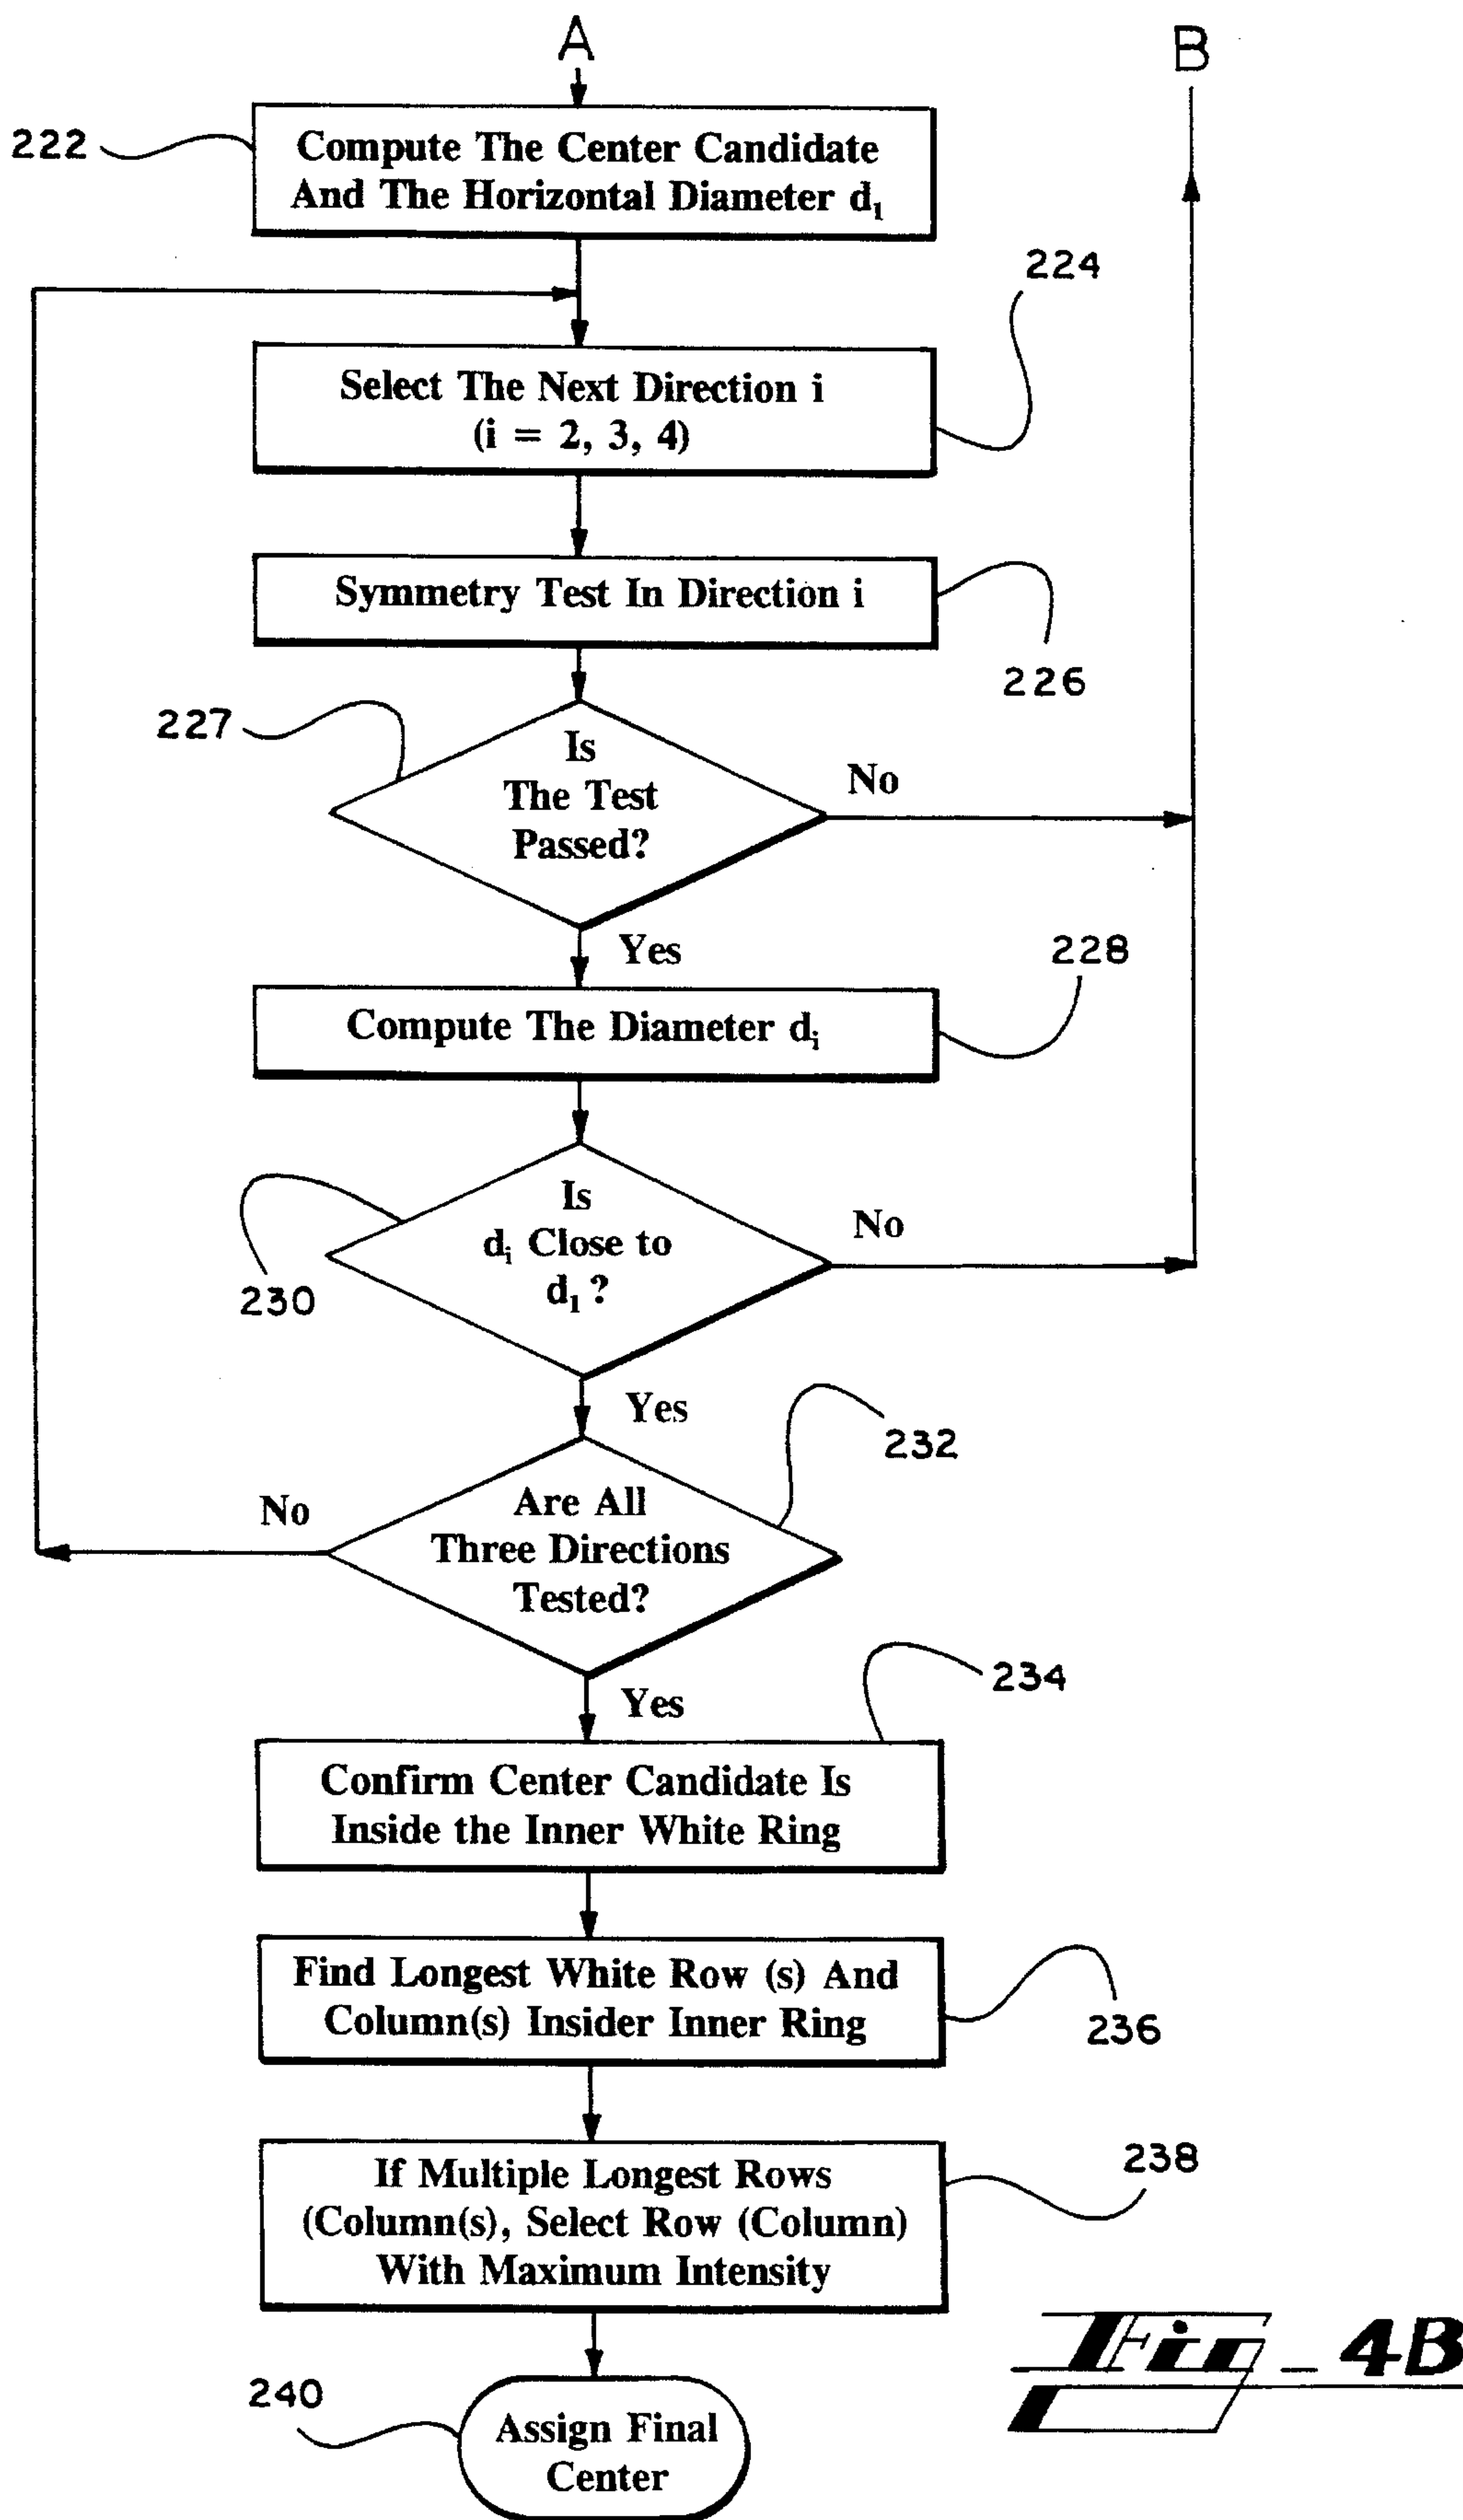 A
B
222
Compute The Center Candidate
And The Horizontal Diameter d₁
224
Select The Next Direction i
(i = 2, 3, 4)
Symmetry Test In Direction i
226
227
Is
The Test
Passed?
No
Yes
228
Compute The Diameter dᵢ
Is
dᵢ Close to
d₁ ?
No
230
Yes
232
Are All
Three Directions
Tested?
No
Yes
234
Confirm Center Candidate Is
Inside the Inner White Ring
Find Longest White Row (s) And
Column(s) Insider Inner Ring
236
238
If Multiple Longest Rows
(Column(s), Select Row (Column)
With Maximum Intensity
240
Assign Final
Center
Fig_4B